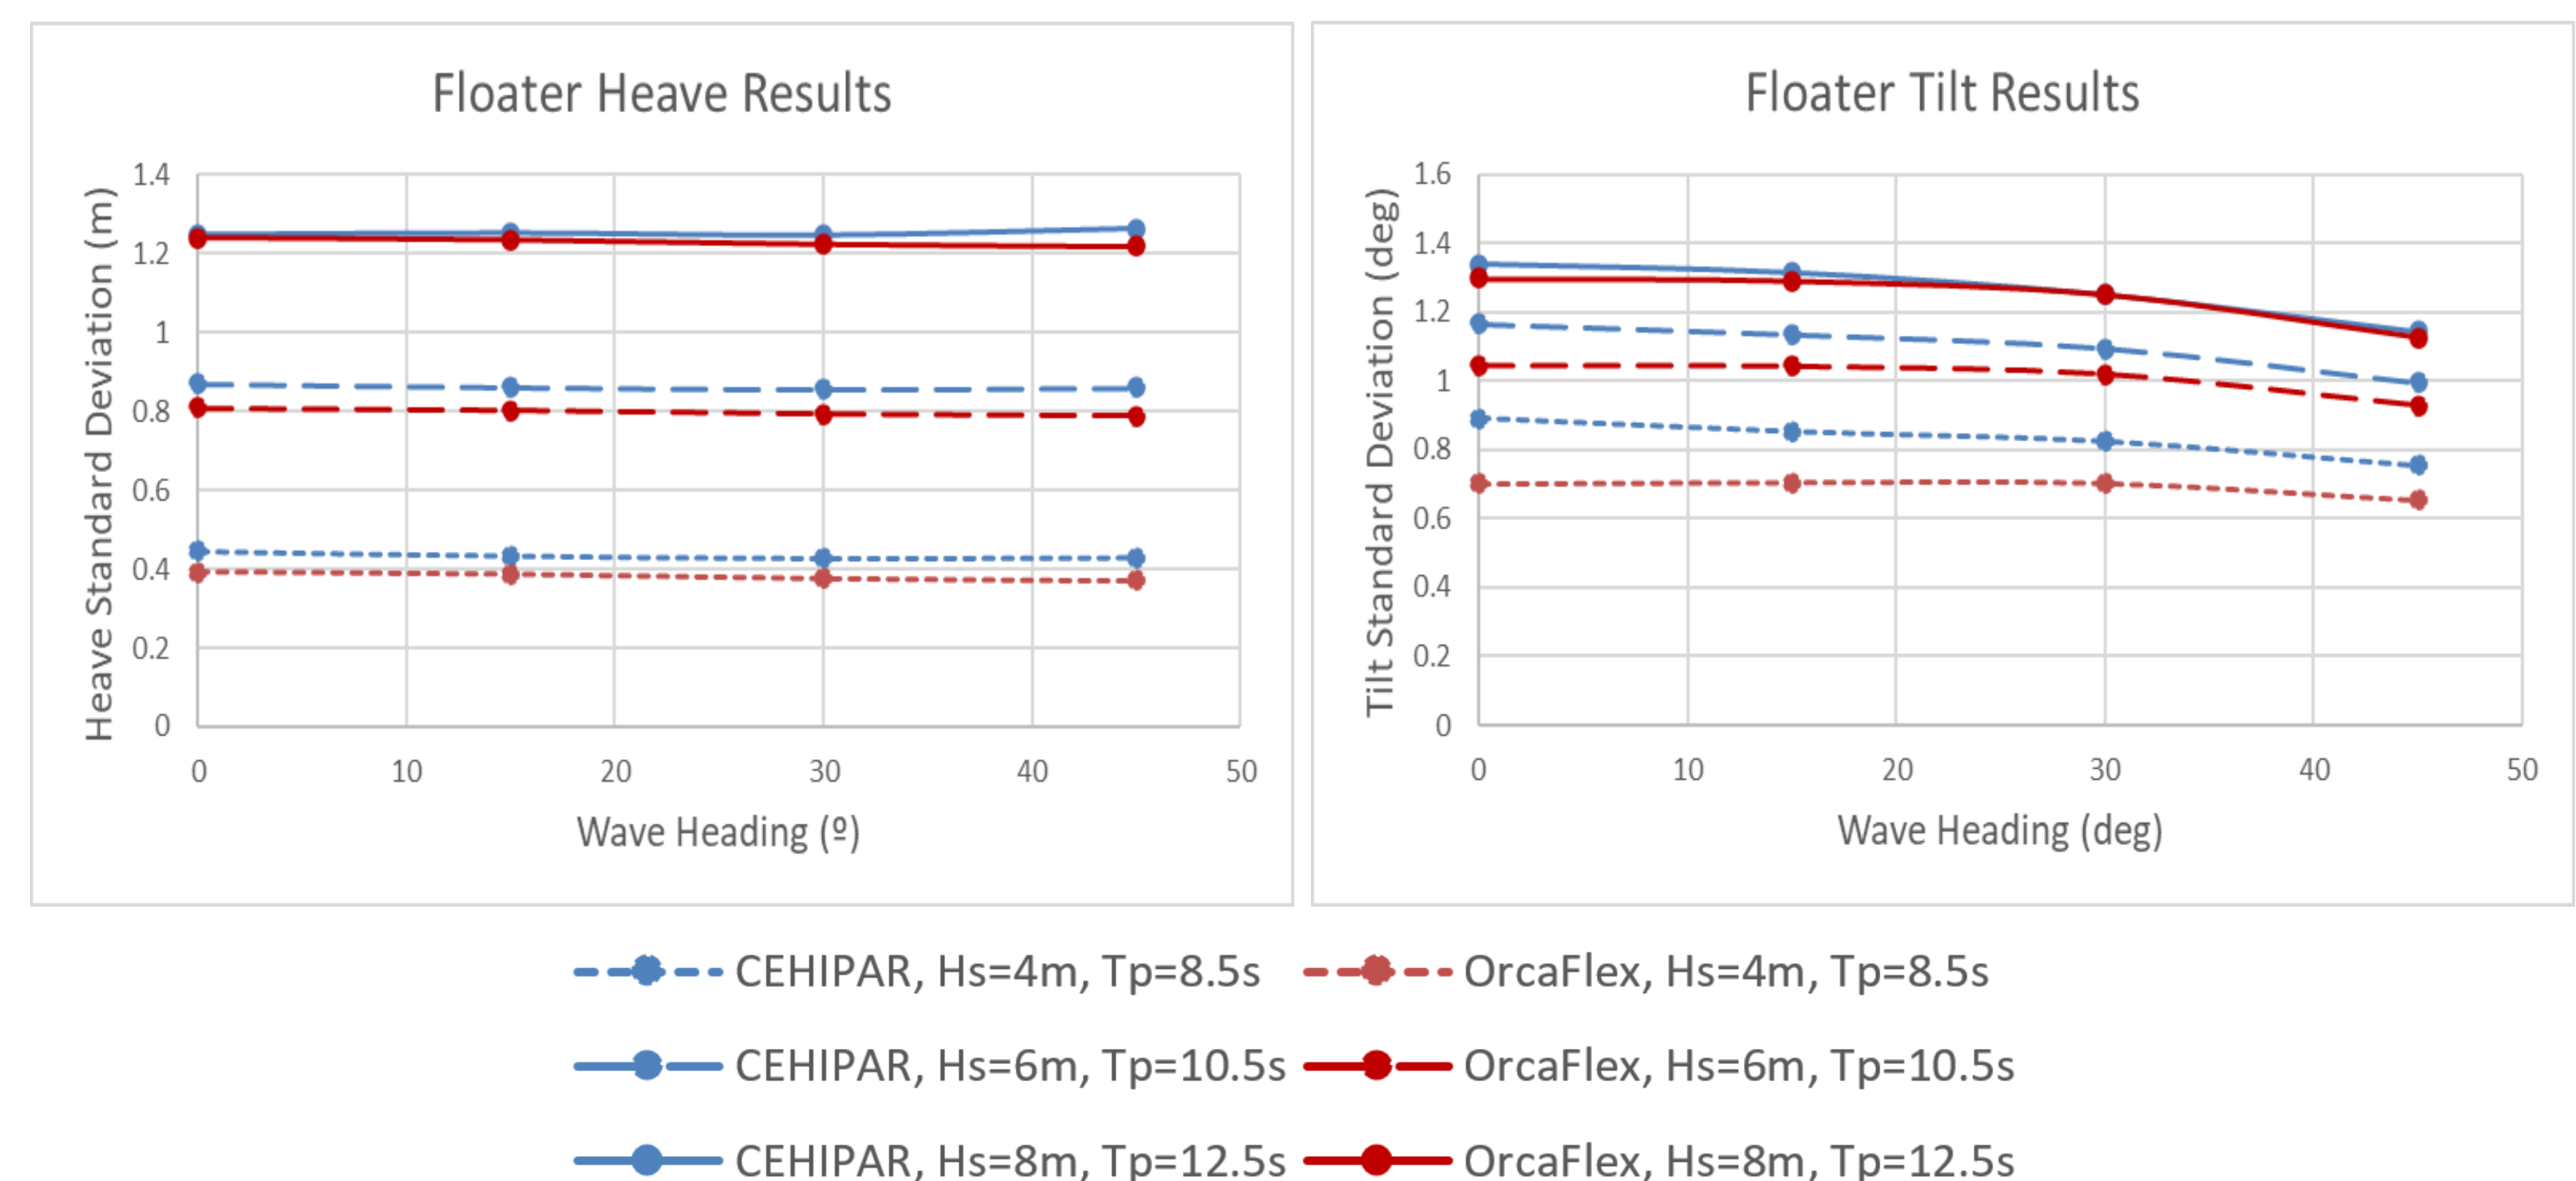 Floater Heave Results
Heave Standard Deviation (m)
1.4
1.2
1
0.8
0.6
0.4
0.2
0
0 10 20 30 40 50
Wave Heading (º)
Floater Tilt Results
Tilt Standard Deviation (deg)
1.6
1.4
1.2
1
0.8
0.6
0.4
0.2
0
0 10 20 30 40 50
Wave Heading (deg)
CEHIPAR, Hs=4m, Tp=8.5s OrcaFlex, Hs=4m, Tp=8.5s
CEHIPAR, Hs=6m, Tp=10.5s OrcaFlex, Hs=6m, Tp=10.5s
CEHIPAR, Hs=8m, Tp=12.5s OrcaFlex, Hs=8m, Tp=12.5s